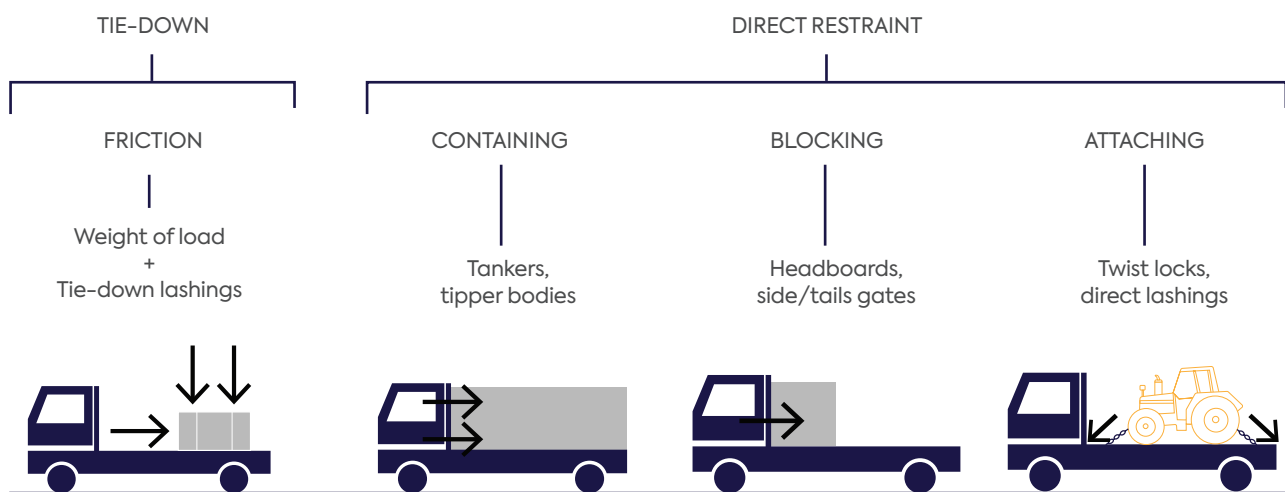 TIE-DOWN
DIRECT RESTRAINT
FRICTION
CONTAINING
BLOCKING
ATTACHING
Weight of load
+
Tie-down lashings
Tankers,
tipper bodies
Headboards,
side/tails gates
Twist locks,
direct lashings